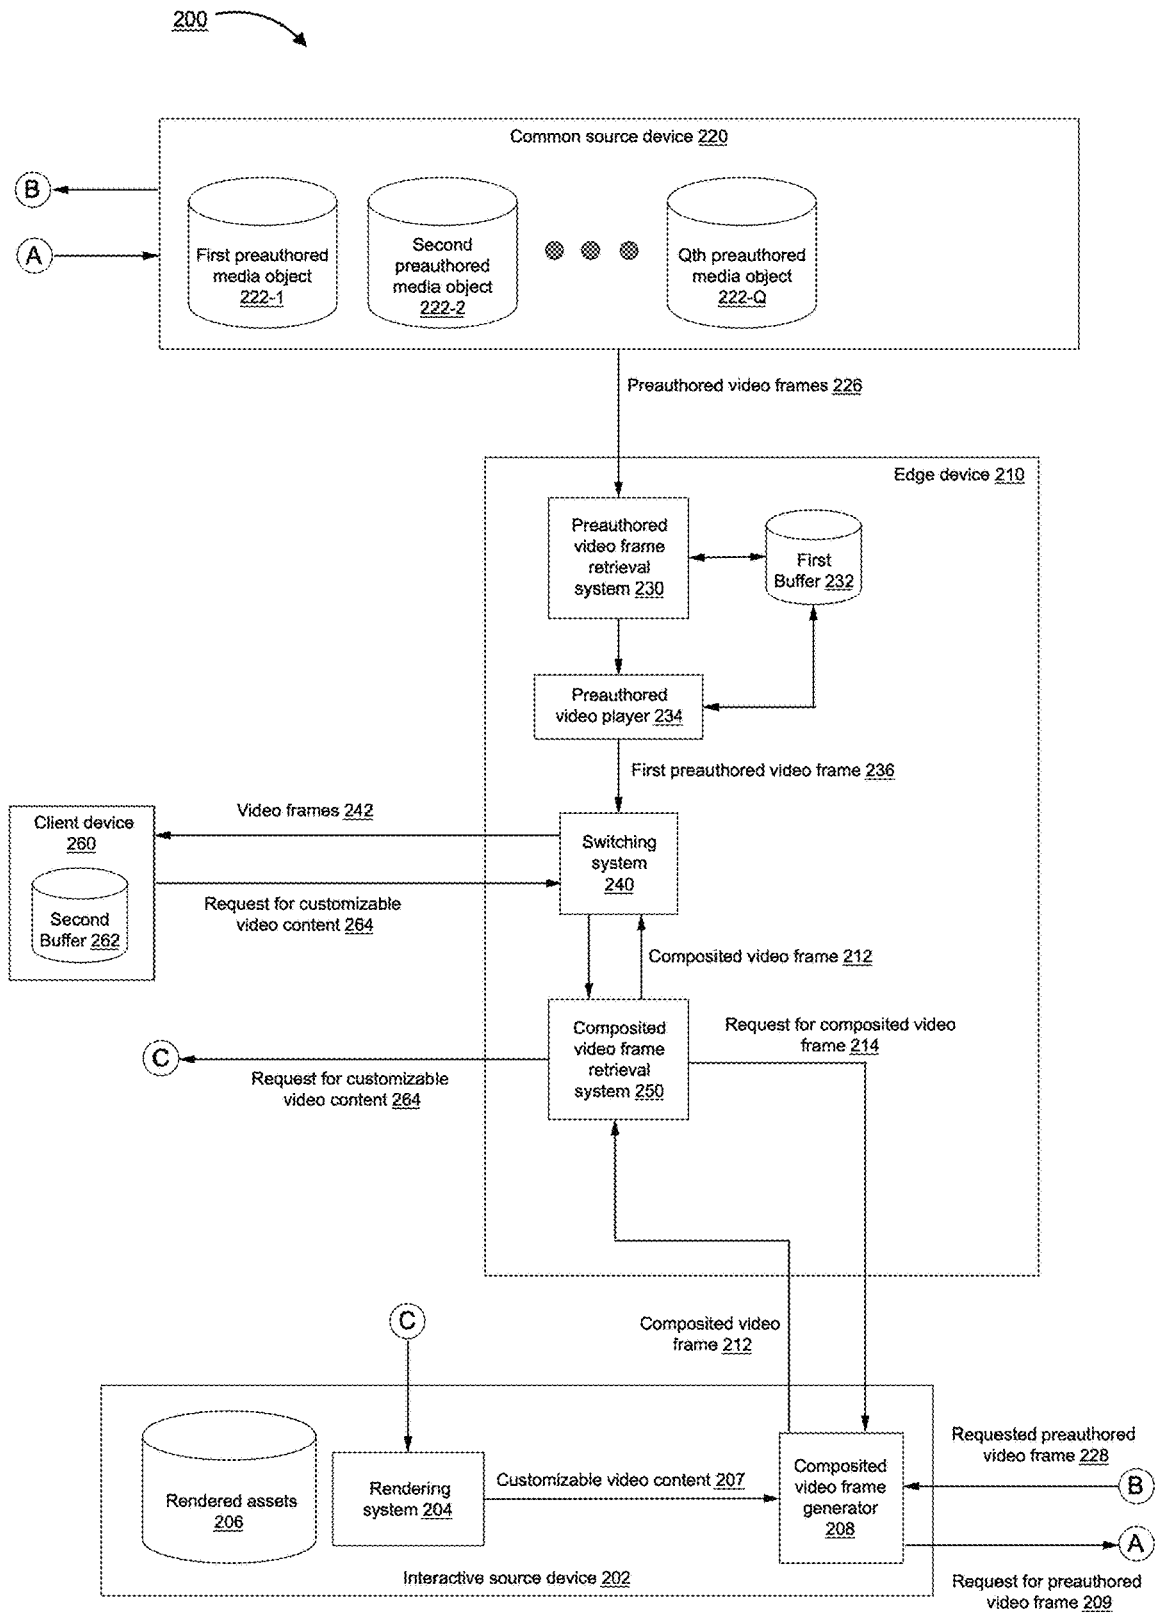 200
Common source device 220
B
A
First preauthored
media object
222-1
Second
preauthored
media object
222-2
Qth preauthored
media object
222-Q
Preauthored video frames 226
Edge device 210
Preauthored
video frame
retrieval
system 230
First
Buffer 232
Preauthored
video player 234
First preauthored video frame 236
Video frames 242
Client device
260
Second
Buffer 262
Switching
system
240
Request for customizable
video content 264
Composited video frame 212
Composited
video frame
retrieval
system 250
Request for composited video
frame 214
C
Request for customizable
video content 264
C
Composited video
frame 212
Rendered assets
206
Rendering
system 204
Customizable video content 207
Composited
video frame
generator
208
Requested preauthored
video frame 228
B
A
Request for preauthored
video frame 209
Interactive source device 202